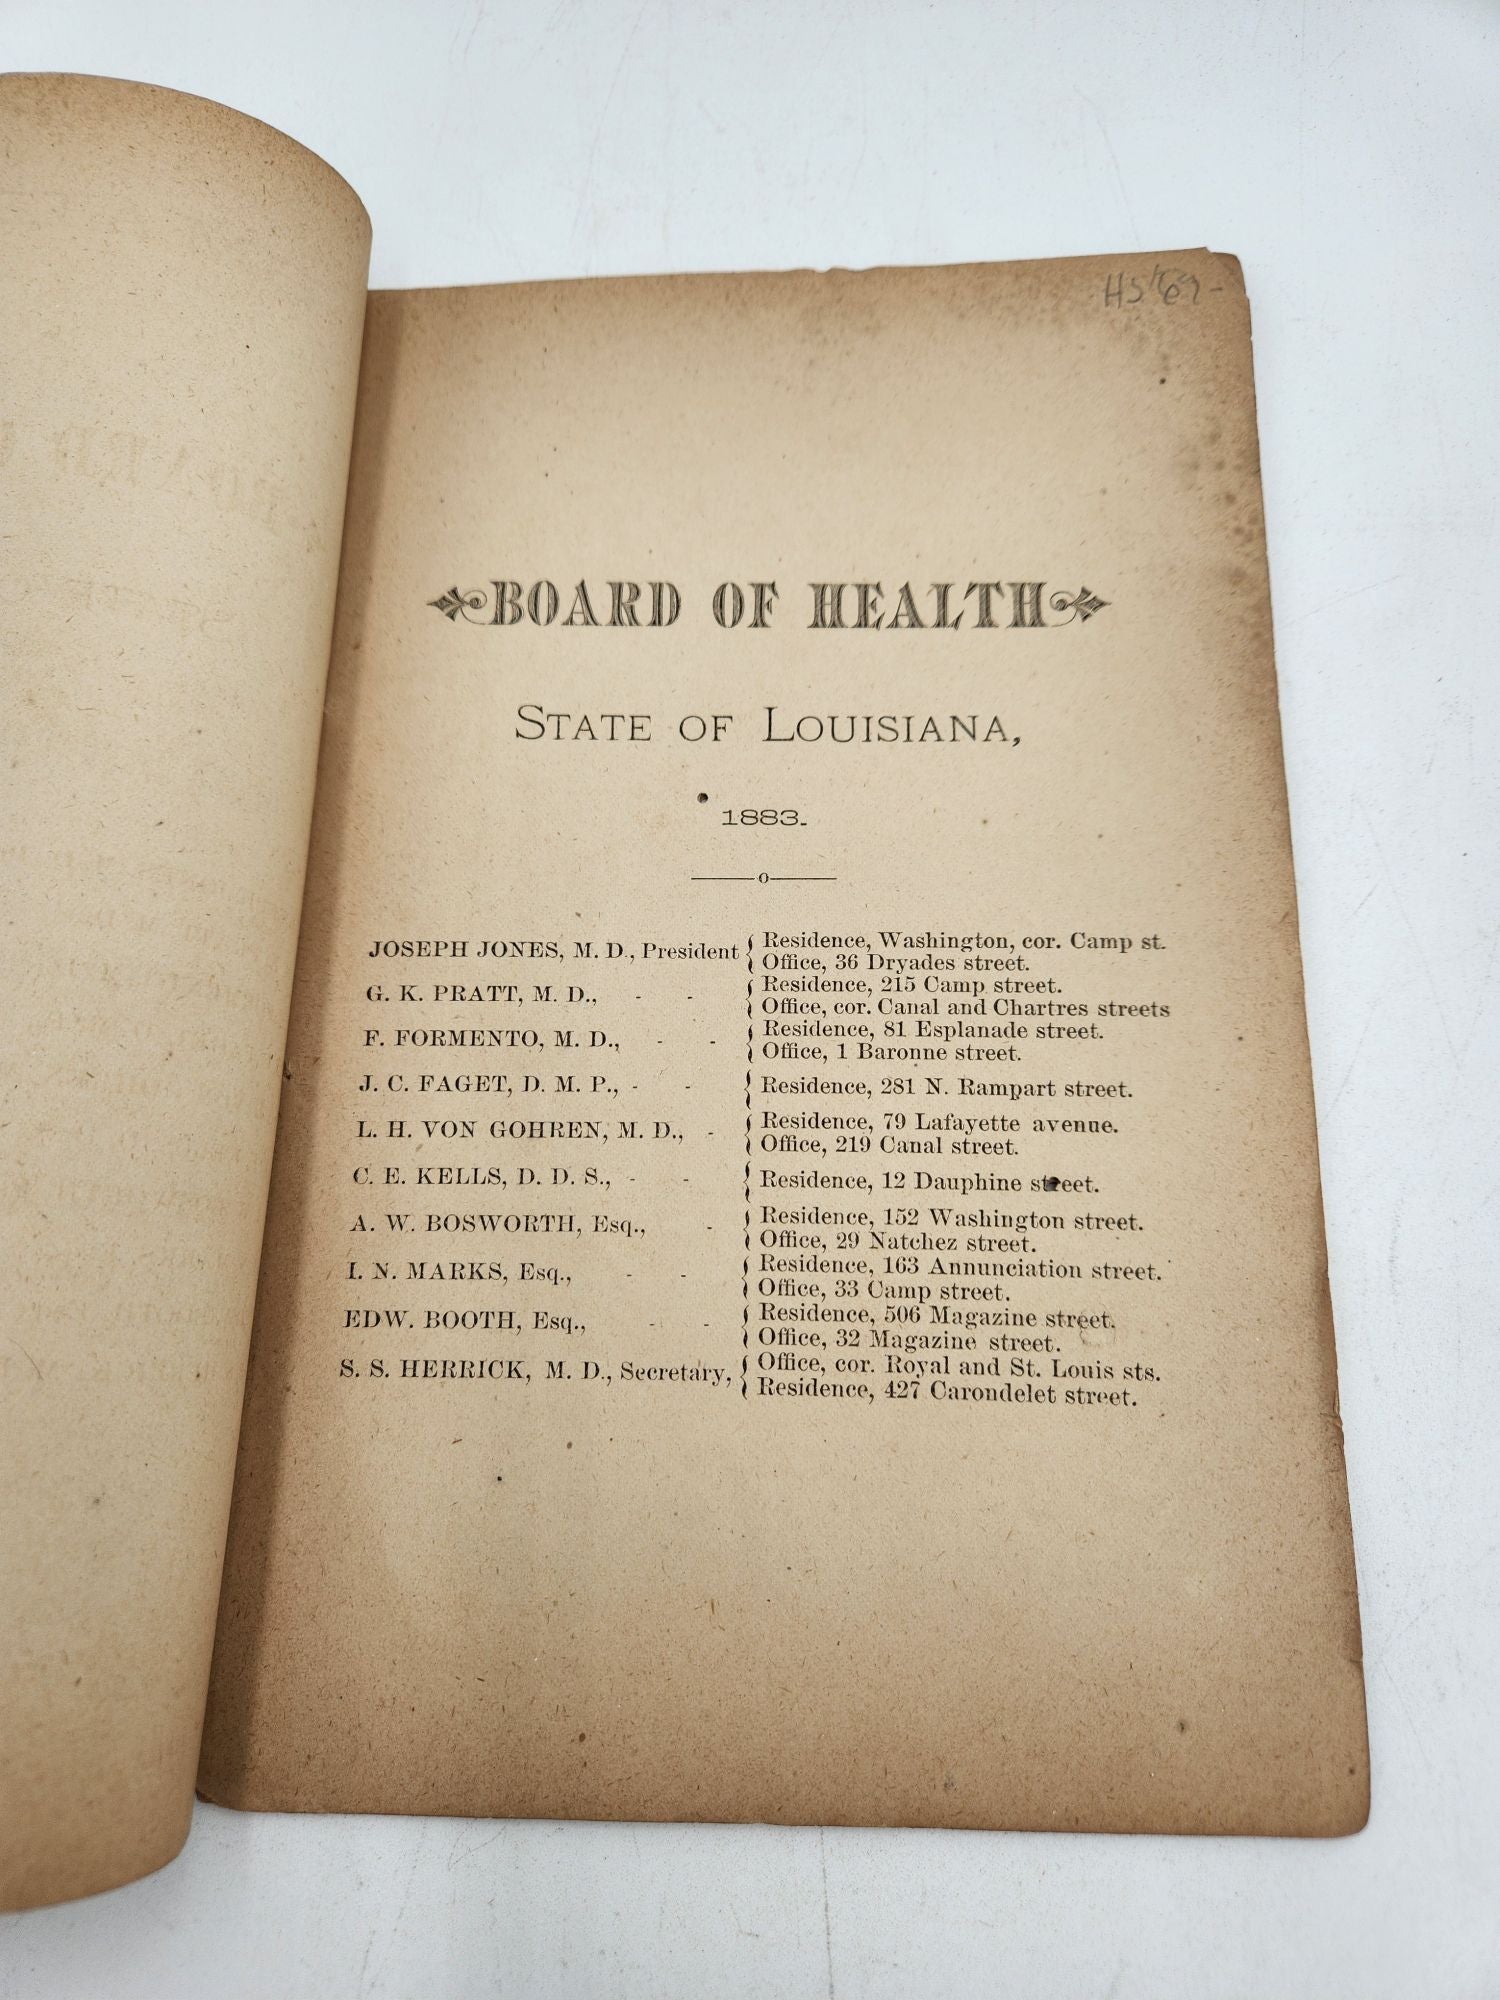 BOARD OF HEALTH
STATE OF LOUISIANA,
1883.
JOSEPH JONES, M. D., President { Residence, Washington, cor. Camp st.
Office, 36 Dryades street.
G. K. PRATT, M. D., - - { Residence, 215 Camp street.
Office, cor. Canal and Chartres streets
F. FORMENTO, M. D., - - { Residence, 81 Esplanade street.
Office, 1 Baronne street.
J. C. FAGET, D. M. P., - - { Residence, 281 N. Rampart street.
L. H. VON GOHREN, M. D., - { Residence, 79 Lafayette avenue.
Office, 219 Canal street.
C. E. KELLS, D. D. S., - - { Residence, 12 Dauphine street.
A. W. BOSWORTH, Esq., - { Residence, 152 Washington street.
Office, 29 Natchez street.
I. N. MARKS, Esq., - - { Residence, 163 Annunciation street.
Office, 33 Camp street.
EDW. BOOTH, Esq., - - { Residence, 506 Magazine street.
Office, 32 Magazine street.
S. S. HERRICK, M. D., Secretary, { Office, cor. Royal and St. Louis sts.
Residence, 427 Carondelet street.